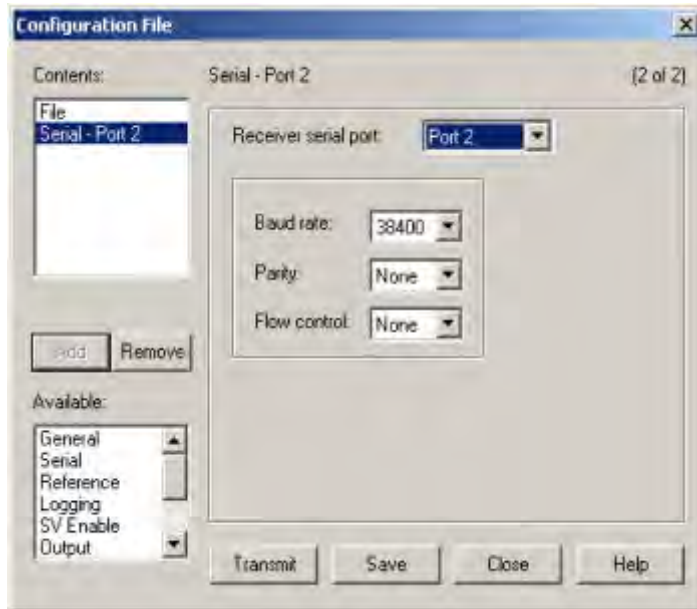 Configuration File
Contents:
File
Serial - Port 2
Add
Remove
Available:
General
Serial
Reference
Logging
SV Enable
Output
Serial - Port 2
(2 of 2)
Receiver serial port:
Port 2
Baud rate:
38400
Parity:
None
Flow control:
None
Transmit
Save
Close
Help